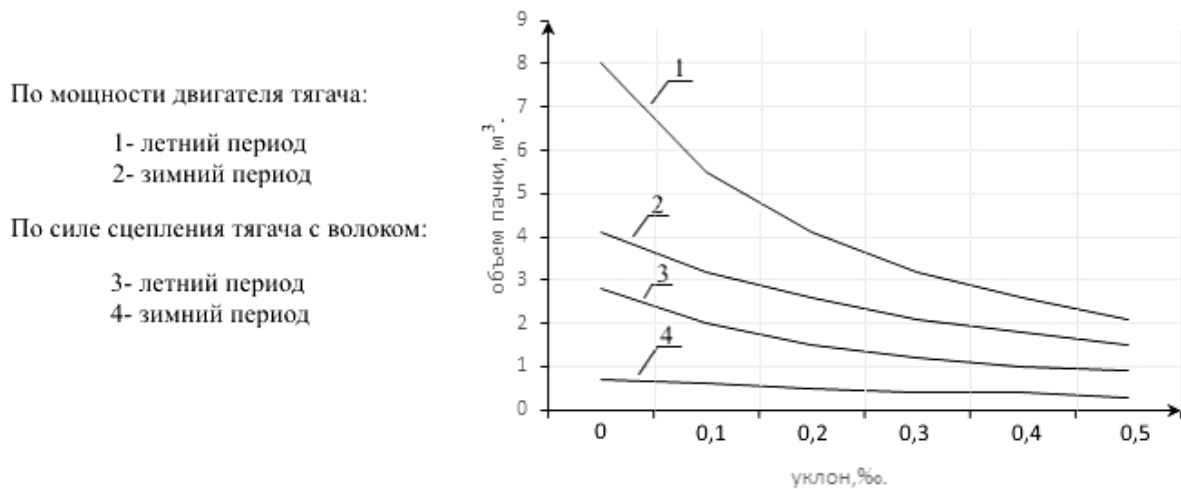 По мощности двигателя тягача:
1- летний период
2- зимний период
По силе сцепления тягача с волоком:
3- летний период
4- зимний период
объем пачки, м³.
9
8
7
6
5
4
3
2
1
0
1
2
3
4
0 0,1 0,2 0,3 0,4 0,5
уклон,‰.